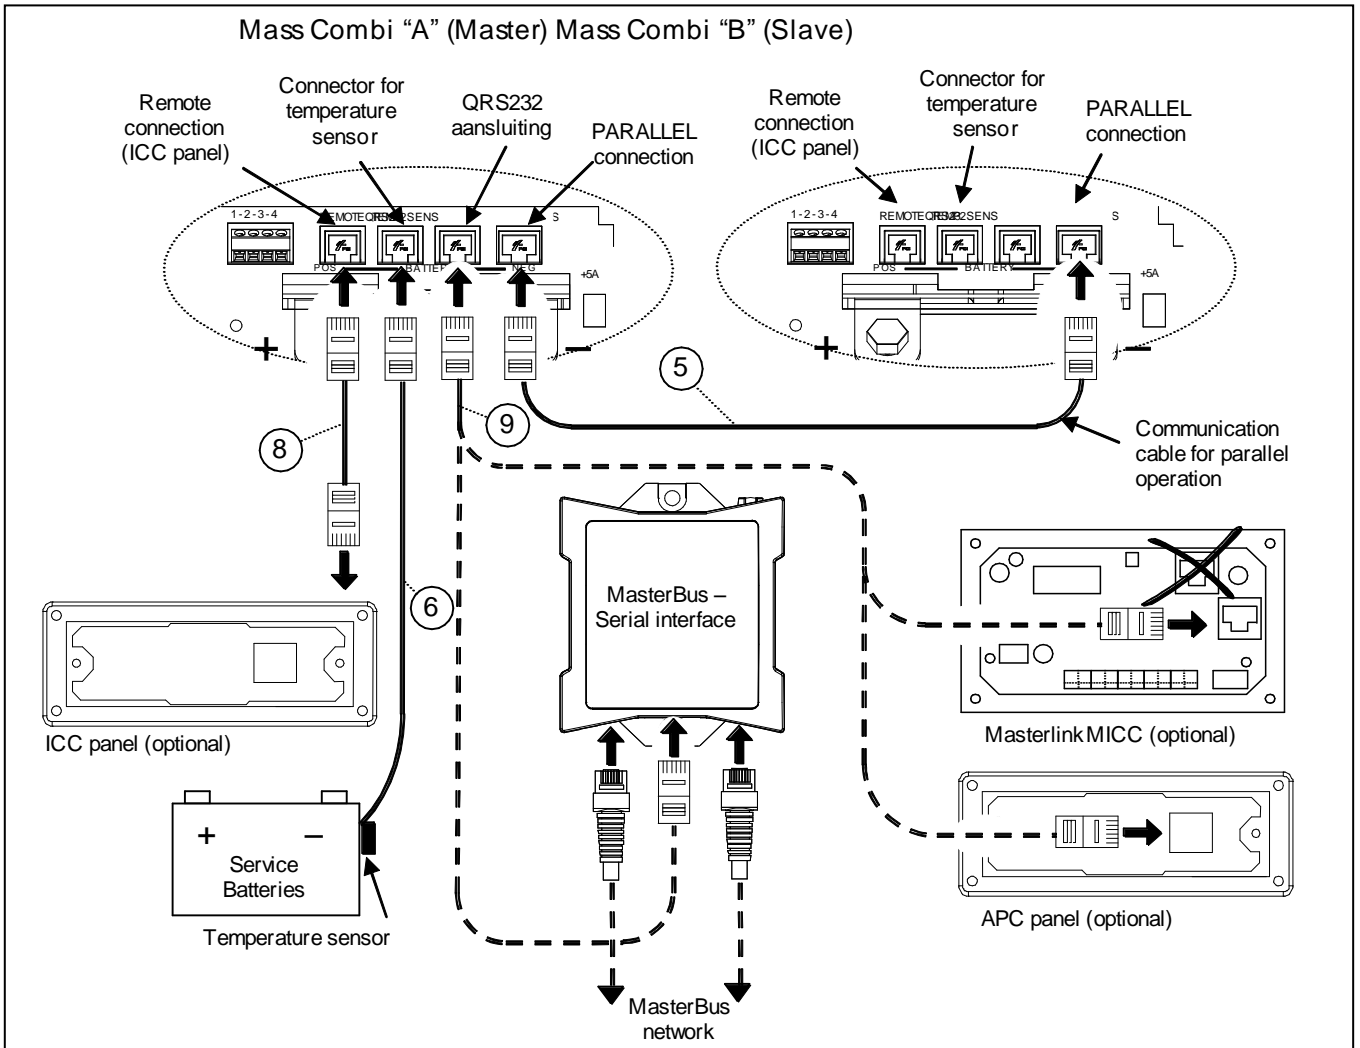 Mass Combi “A” (Master) Mass Combi “B” (Slave)
Remote
connection
(ICC panel)
Connector for
temperature
sensor
QRS232
aansluiting
PARALLEL
connection
Remote
connection
(ICC panel)
Connector for
temperature
sensor
PARALLEL
connection
1-2-3-4
POS
NEG
+5A
+
–
1-2-3-4
REMOTE
SENS
POS
BATTERY
+5A
+
–
5
8
9
6
Communication
cable for parallel
operation
MasterBus –
Serial interface
ICC panel (optional)
Masterlink MICC (optional)
+ –
Service
Batteries
Temperature sensor
APC panel (optional)
MasterBus
network